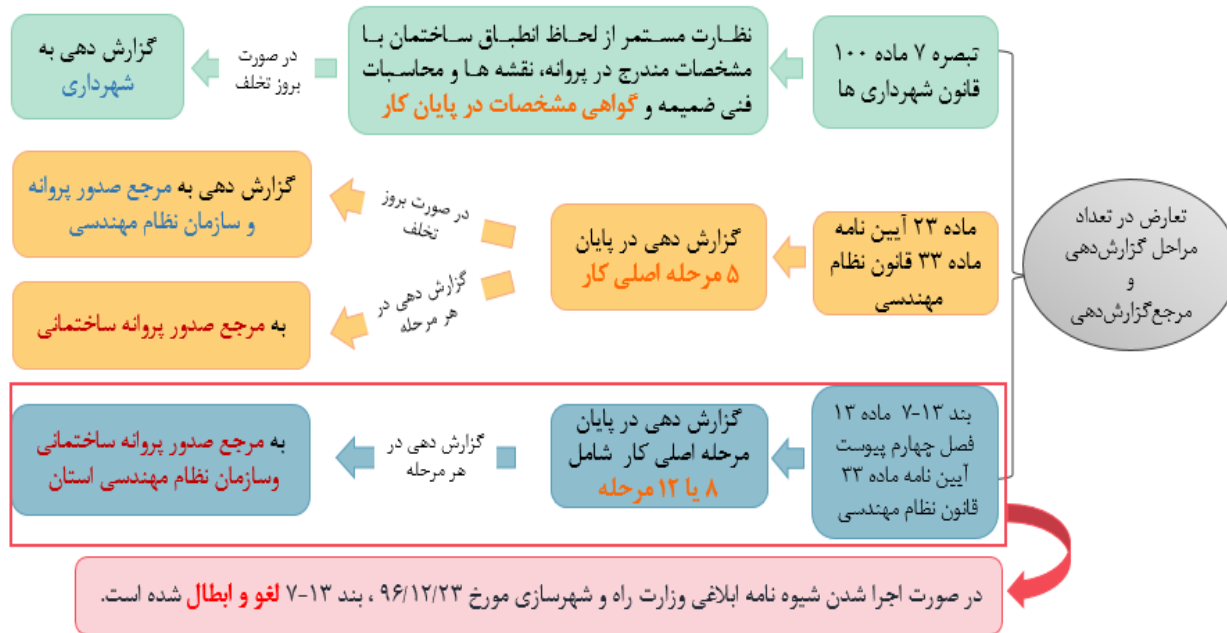 تعارض در تعداد
مراحل گزارش‌دهی
و
مرجع‌گزارش‌دهی
تبصره ۷ ماده ۱۰۰
قانون شهرداری ها
نظارت مستمر از لحاظ انطباق ساختمان با
مشخصات مندرج در پروانه، نقشه ها و محاسبات
فنی ضمیمه و گواهی مشخصات در پایان کار
در صورت
بروز تخلف
گزارش دهی به
شهرداری
ماده ۲۳ آیین نامه
ماده ۳۳ قانون نظام
مهندسی
گزارش دهی در پایان
۵ مرحله اصلی کار
در صورت بروز
تخلف
گزارش دهی به مرجع صدور پروانه
و سازمان نظام مهندسی
گزارش دهی در
هر مرحله
به مرجع صدور پروانه ساختمانی
بند ۱۳-۷ ماده ۱۳
فصل چهارم پیوست
آیین نامه ماده ۳۳
قانون نظام مهندسی
گزارش دهی در پایان
مرحله اصلی کار شامل
۸ یا ۱۲ مرحله
گزارش دهی در
هر مرحله
به مرجع صدور پروانه ساختمانی
وسازمان نظام مهندسی استان
در صورت اجرا شدن شیوه نامه ابلاغی وزارت راه و شهرسازی مورخ ۹۶/۱۲/۲۳ ، بند ۱۳-۷ لغو و ابطال شده است.